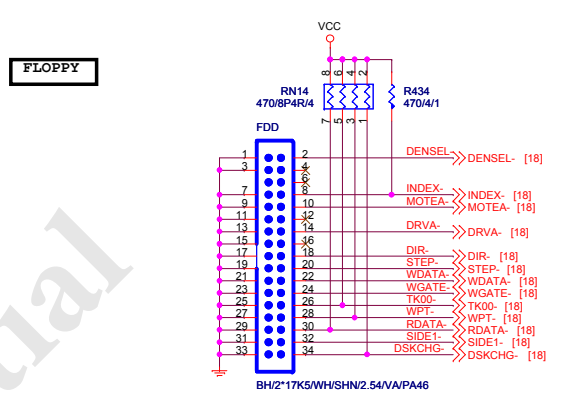 VCC
FLOPPY
8 6 4 2
RN14
470/8P4R/4
R434
470/4/1
7 5 3 1
FDD
1 2 DENSEL- DENSEL- [18]
3 4
6
7 8 INDEX- INDEX- [18]
9 10 MOTEA- MOTEA- [18]
11 12
13 14 DRVA- DRVA- [18]
15 16
17 18 DIR- DIR- [18]
19 20 STEP- STEP- [18]
21 22 WDATA- WDATA- [18]
23 24 WGATE- WGATE- [18]
25 26 TK00- TK00- [18]
27 28 WPT- WPT- [18]
29 30 RDATA- RDATA- [18]
31 32 SIDE1- SIDE1- [18]
33 34 DSKCHG- DSKCHG- [18]
BH/2*17K5/WH/SHN/2.54/VA/PA46
tial